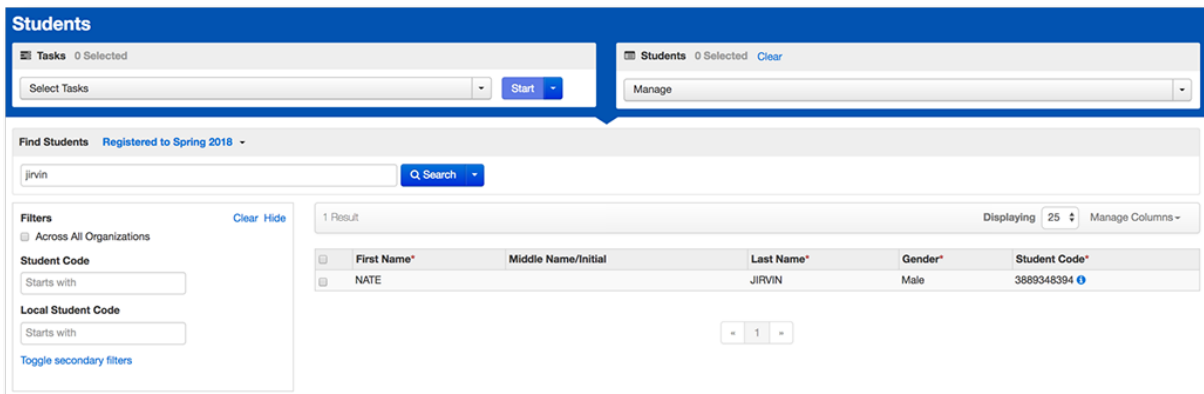 Students
Tasks 0 Selected
Select Tasks
Start
Students 0 Selected Clear
Manage
Find Students Registered to Spring 2018
jirvin
Search
Filters Clear Hide
Across All Organizations
Student Code
Starts with
Local Student Code
Starts with
Toggle secondary filters
1 Result Displaying 25 Manage Columns
First Name* Middle Name/Initial Last Name* Gender* Student Code*
NATE JIRVIN Male 3889348394
« 1 »